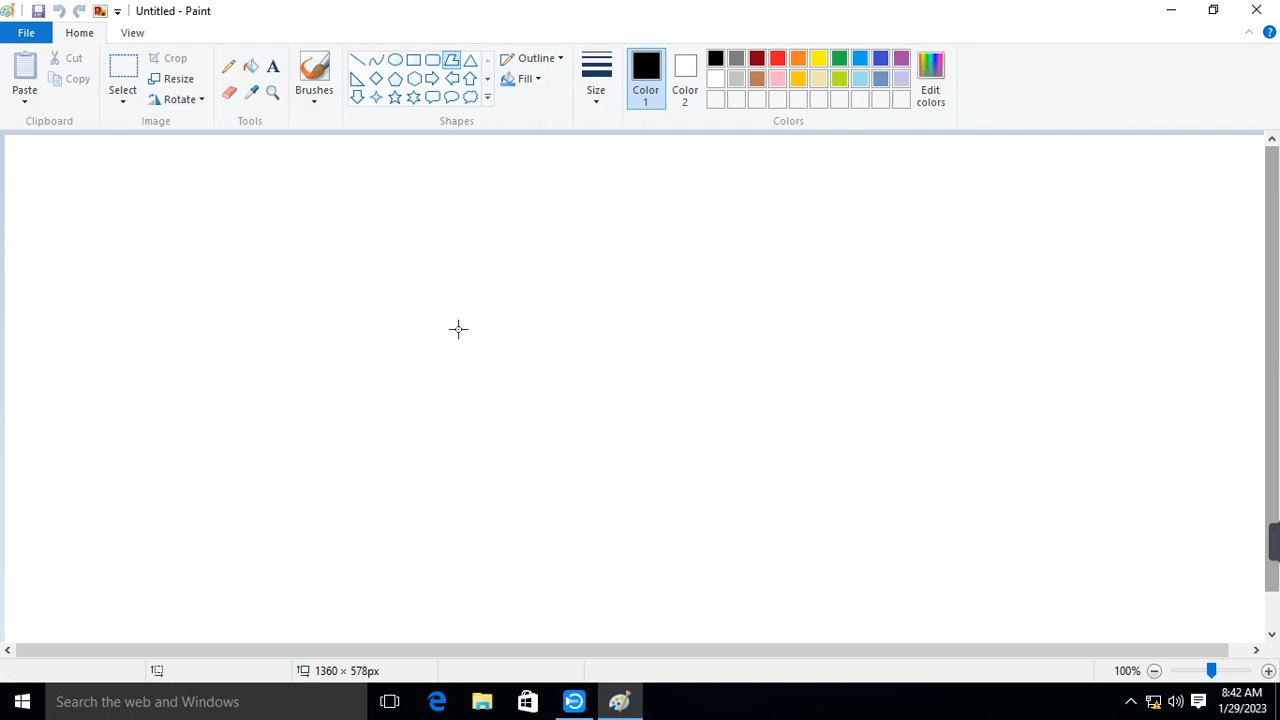 Untitled - Paint
File Home View
Paste
Cut
Copy
Clipboard
Select
Crop
Resize
Rotate
Image
Tools
Brushes
Shapes
Outline
Fill
Size
Color 1
Color 2
Edit colors
Colors
1360 × 578px
100%
Search the web and Windows
8:42 AM
1/29/2023